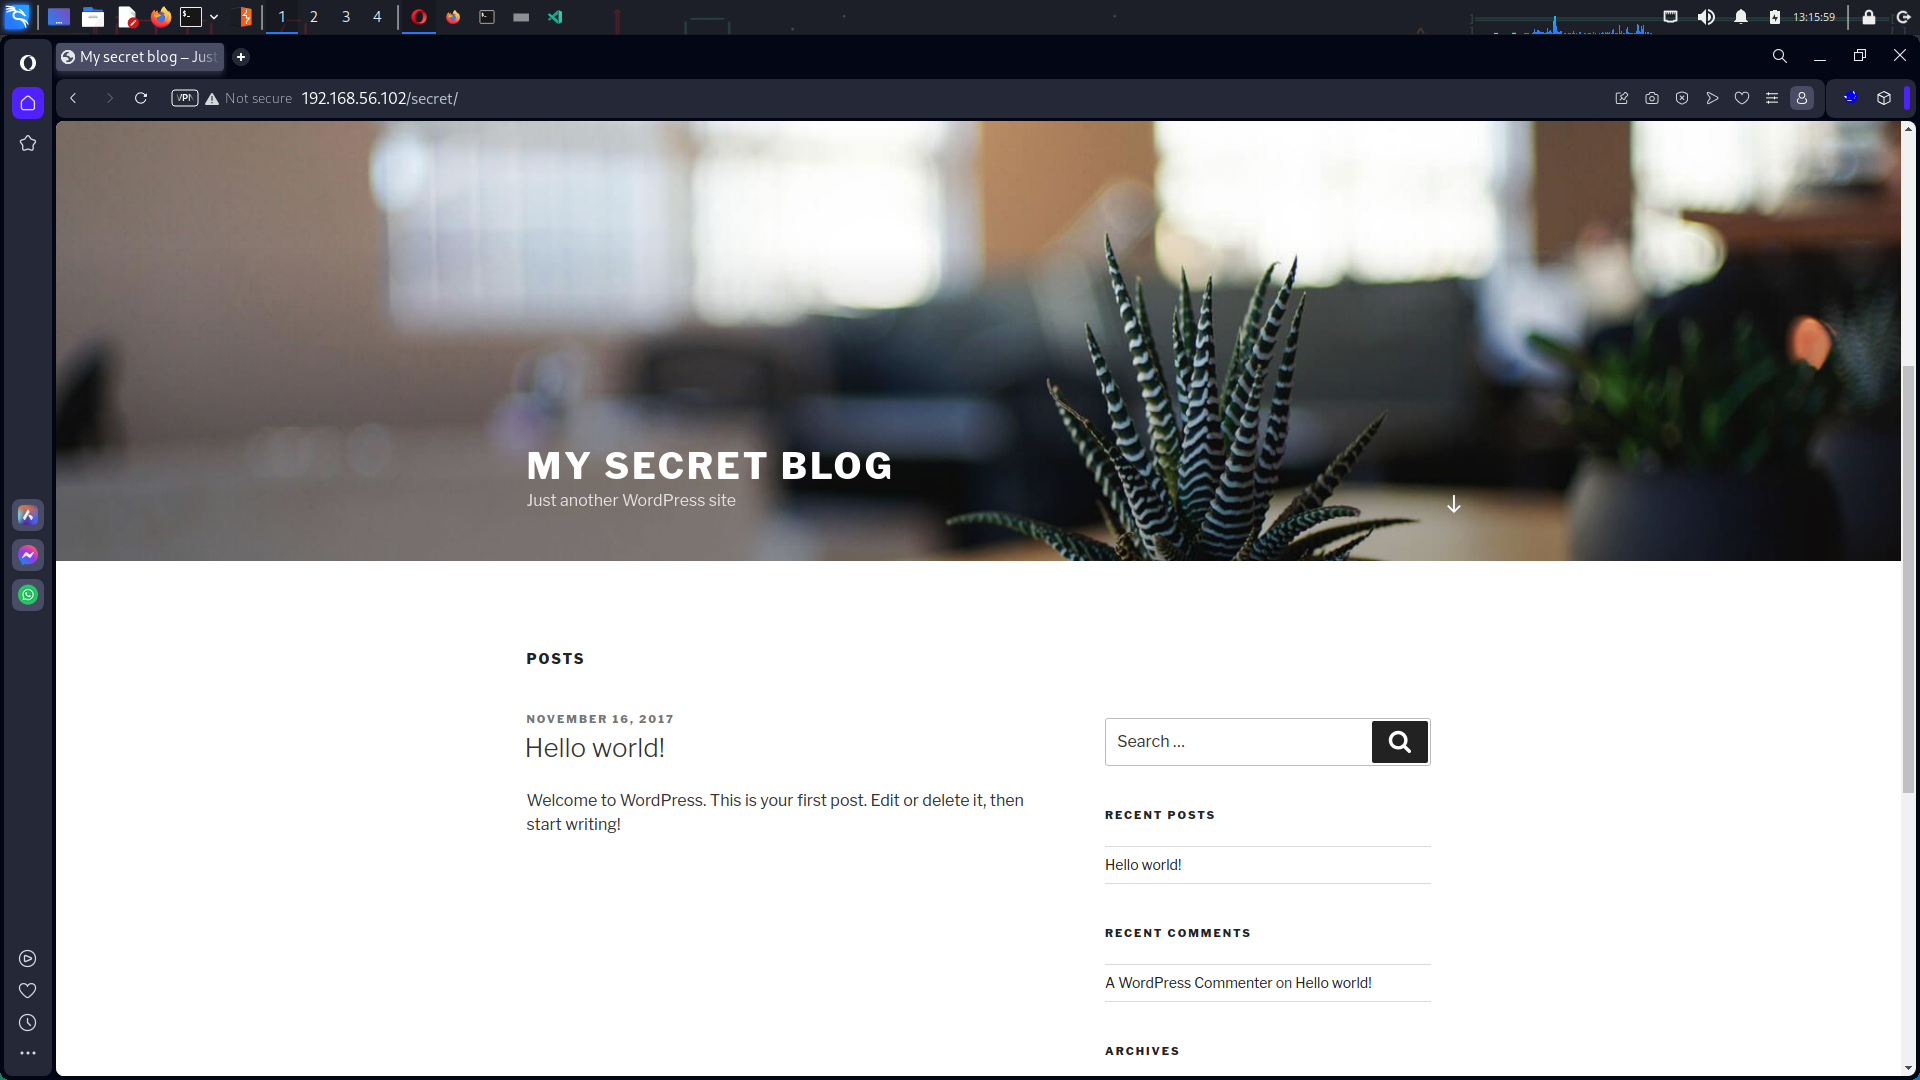 1 2 3 4 13:15:59
My secret blog – Just
VPN Not secure 192.168.56.102/secret/
MY SECRET BLOG
Just another WordPress site
POSTS
NOVEMBER 16, 2017
Hello world!
Welcome to WordPress. This is your first post. Edit or delete it, then
start writing!
Search ...
RECENT POSTS
Hello world!
RECENT COMMENTS
A WordPress Commenter on Hello world!
ARCHIVES